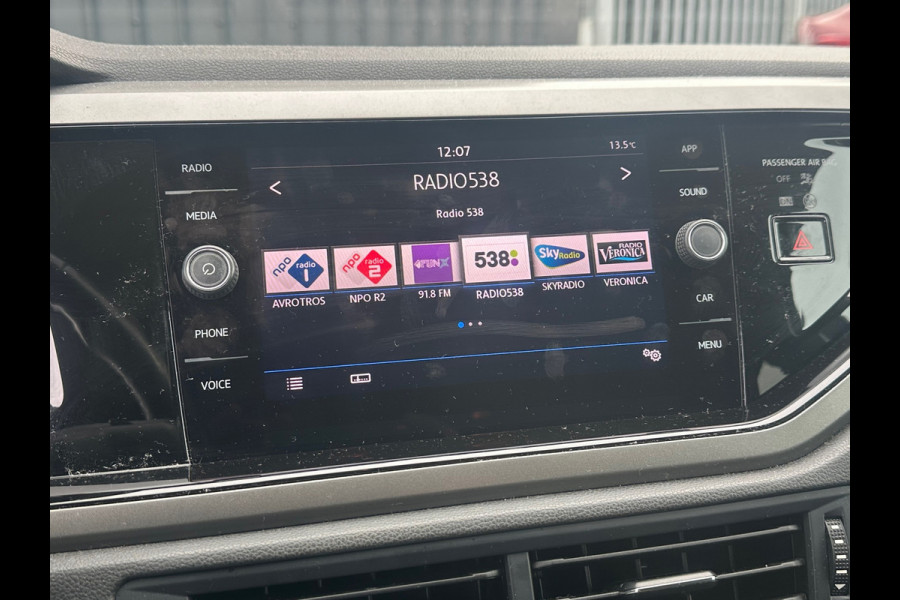 12:07
13.5°C
RADIO
MEDIA
PHONE
VOICE
< RADIO538 >
Radio 538
npo radio 1
npo radio 2
FUNX
538
Sky Radio
RADIO VERONICA
AVROTROS
NPO R2
91.8 FM
RADIO538
SKYRADIO
VERONICA
APP
SOUND
CAR
MENU
PASSENGER AIR BAG
OFF